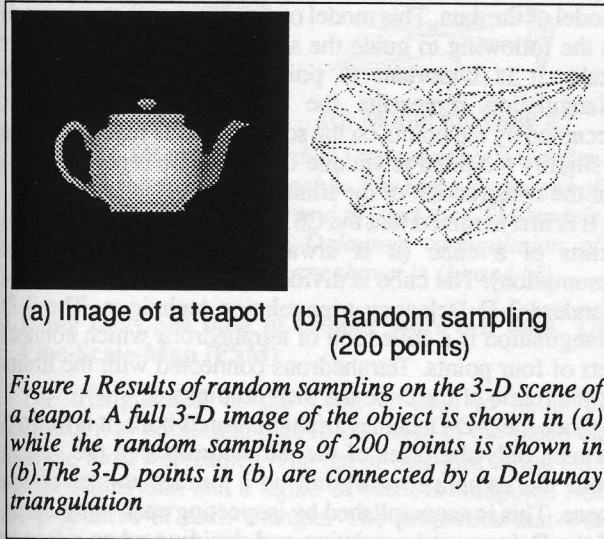 (a) Image of a teapot (b) Random sampling
(200 points)
Figure 1 Results of random sampling on the 3-D scene of
a teapot. A full 3-D image of the object is shown in (a)
while the random sampling of 200 points is shown in
(b).The 3-D points in (b) are connected by a Delaunay
triangulation